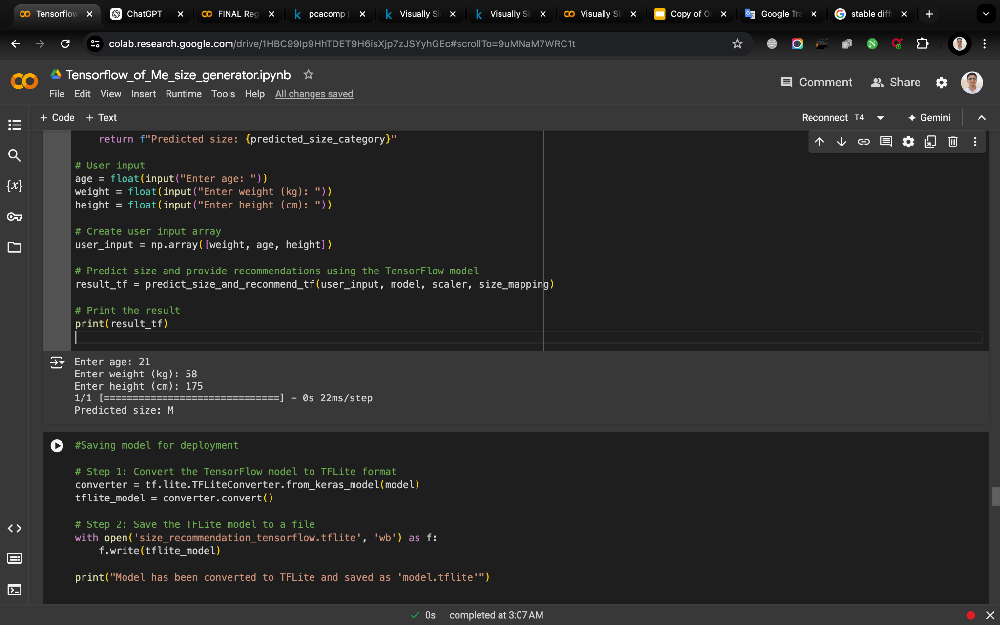 Tensorflow
ChatGPT
FINAL Reg
pcacomp |
Visually Si
Visually Si
Visually Si
Copy of O
Google Tra
stable diff
colab.research.google.com/drive/1HBC99Ip9HhTDET9H6isXjp7zJSYyhGEc#scrollTo=9uMNaM7WRC1t
Tensorflow_of_Me_size_generator.ipynb
Comment
Share
File Edit View Insert Runtime Tools Help All changes saved
+ Code + Text
Reconnect T4
Gemini
return f"Predicted size: {predicted_size_category}"
# User input
age = float(input("Enter age: "))
weight = float(input("Enter weight (kg): "))
height = float(input("Enter height (cm): "))
# Create user input array
user_input = np.array([weight, age, height])
# Predict size and provide recommendations using the TensorFlow model
result_tf = predict_size_and_recommend_tf(user_input, model, scaler, size_mapping)
# Print the result
print(result_tf)
Enter age: 21
Enter weight (kg): 58
Enter height (cm): 175
1/1 [==============================] - 0s 22ms/step
Predicted size: M
#Saving model for deployment
# Step 1: Convert the TensorFlow model to TFLite format
converter = tf.lite.TFLiteConverter.from_keras_model(model)
tflite_model = converter.convert()
# Step 2: Save the TFLite model to a file
with open('size_recommendation_tensorflow.tflite', 'wb') as f:
f.write(tflite_model)
print("Model has been converted to TFLite and saved as 'model.tflite'")
0s completed at 3:07 AM